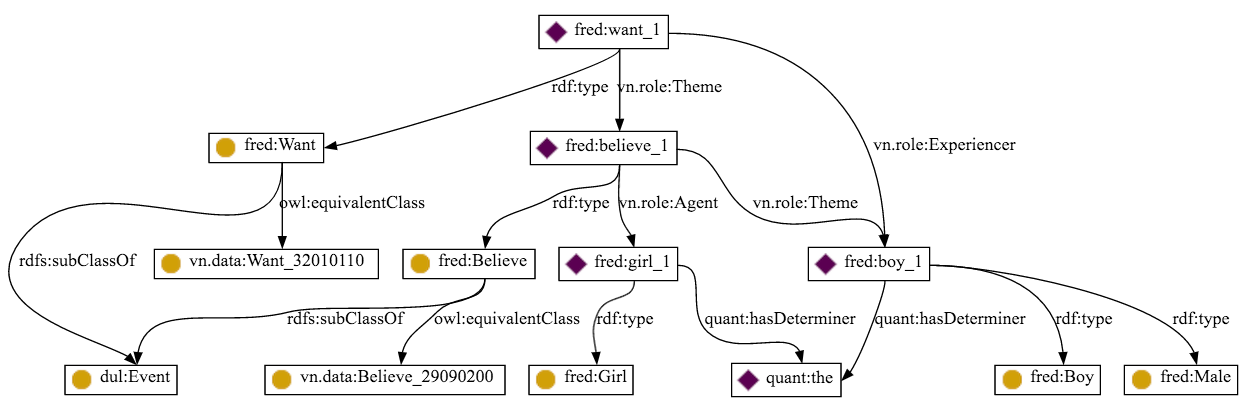 fred:want_1
rdf:type
vn.role:Theme
fred:Want
fred:believe_1
vn.role:Experiencer
owl:equivalentClass
rdf:type
vn.role:Agent
vn.role:Theme
rdfs:subClassOf
vn.data:Want_32010110
fred:Believe
fred:girl_1
fred:boy_1
rdfs:subClassOf
owl:equivalentClass
rdf:type
quant:hasDeterminer
quant:hasDeterminer
rdf:type
rdf:type
dul:Event
vn.data:Believe_29090200
fred:Girl
quant:the
fred:Boy
fred:Male